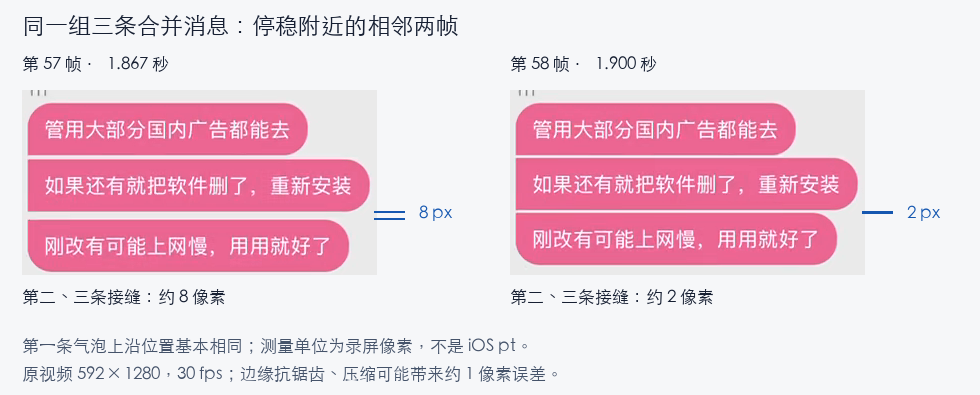 同一组三条合并消息：停稳附近的相邻两帧
第 57 帧 · 1.867 秒
第 58 帧 · 1.900 秒
管用大部分国内广告都能去
如果还有就把软件删了，重新安装
8 px
刚改有可能上网慢，用用就好了
管用大部分国内广告都能去
如果还有就把软件删了，重新安装
2 px
刚改有可能上网慢，用用就好了
第二、三条接缝：约 8 像素
第二、三条接缝：约 2 像素
第一条气泡上沿位置基本相同；测量单位为录屏像素，不是 iOS pt。
原视频 592×1280，30 fps；边缘抗锯齿、压缩可能带来约 1 像素误差。